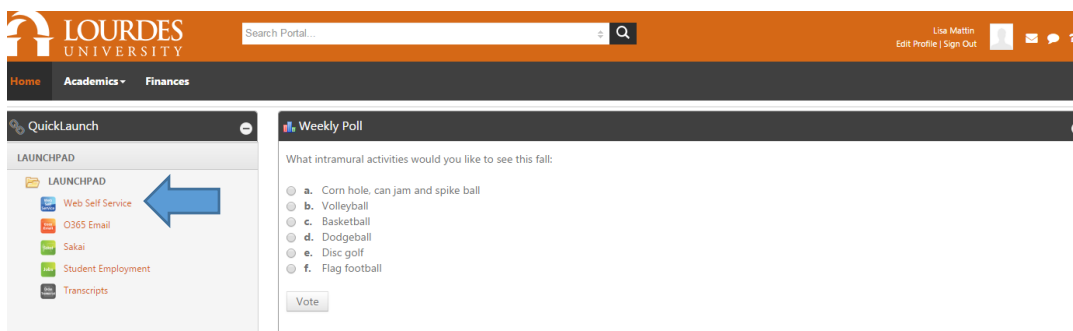 LOURDES
UNIVERSITY
Search Portal...
Lisa Mattin
Edit Profile | Sign Out
Home Academics Finances
QuickLaunch
LAUNCHPAD
LAUNCHPAD
Web Self Service
O365 Email
Sakai
Student Employment
Transcripts
Weekly Poll
What intramural activities would you like to see this fall:
a. Corn hole, can jam and spike ball
b. Volleyball
c. Basketball
d. Dodgeball
e. Disc golf
f. Flag football
Vote